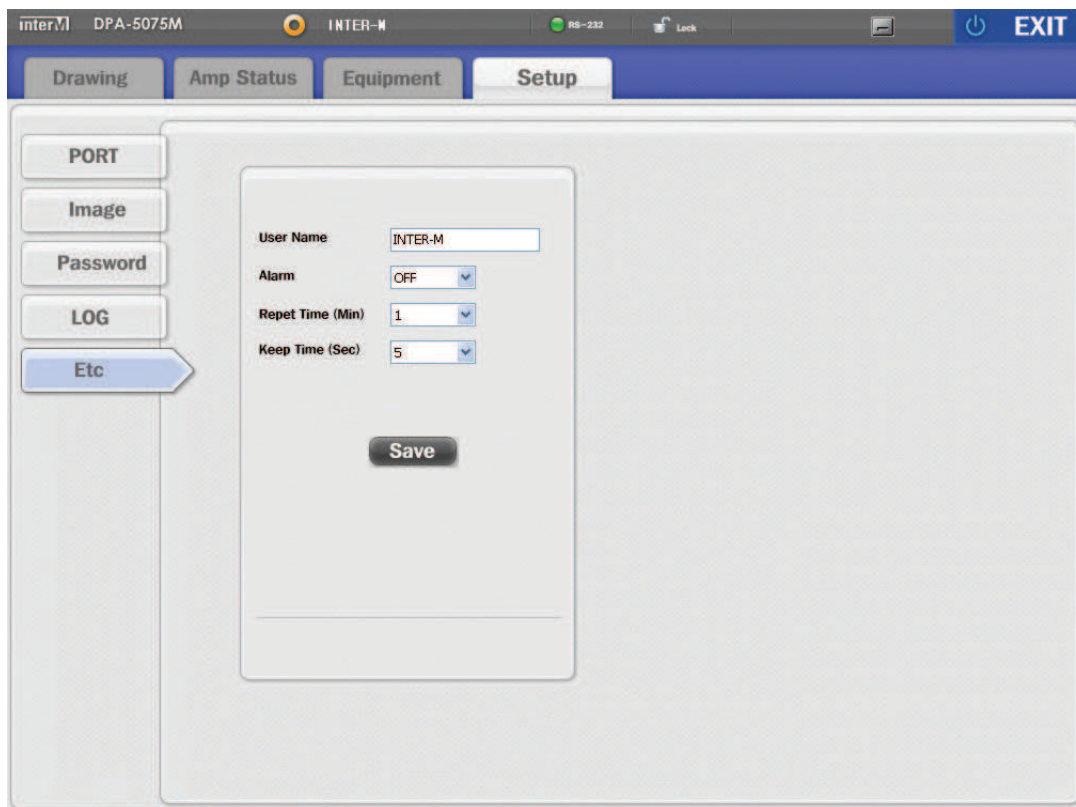 interM DPA-5075M INTER-M RS-232 Lock EXIT
Drawing Amp Status Equipment Setup
PORT
Image
Password
LOG
Etc
User Name INTER-M
Alarm OFF
Repet Time (Min) 1
Keep Time (Sec) 5
Save